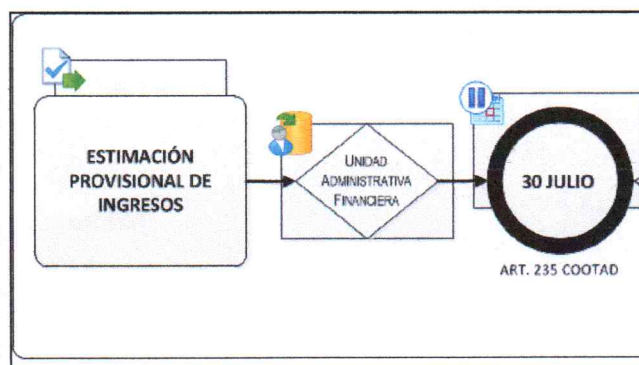 ESTIMACIÓN
PROVISIONAL DE
INGRESOS
UNIDAD
ADMINISTRATIVA
FINANCIERA
30 JULIO
ART. 235 COOTAD